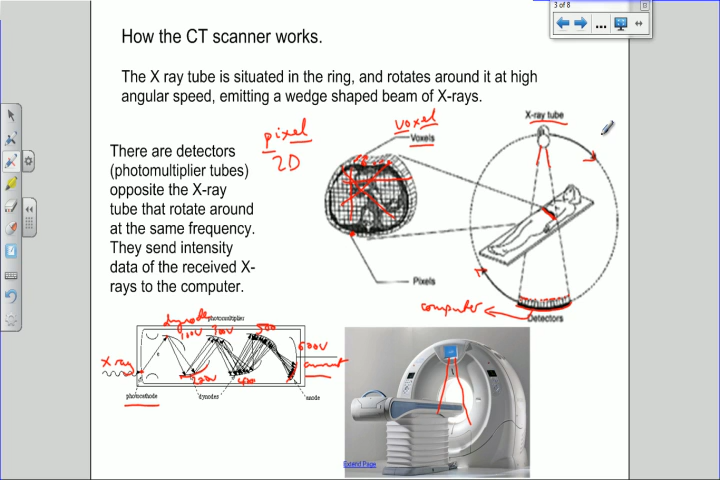 3 of 8
How the CT scanner works.
The X ray tube is situated in the ring, and rotates around it at high
angular speed, emitting a wedge shaped beam of X-rays.
There are detectors
(photomultiplier tubes)
opposite the X-ray
tube that rotate around
at the same frequency.
They send intensity
data of the received X-
rays to the computer.
pixel
2D
voxel
Voxels
Pixels
X-ray tube
computer
Detectors
dynode
photomultiplier
100V
300V
500
600V
X ray
current
200V
400
photocathode
dynodes
anode
Extend Page